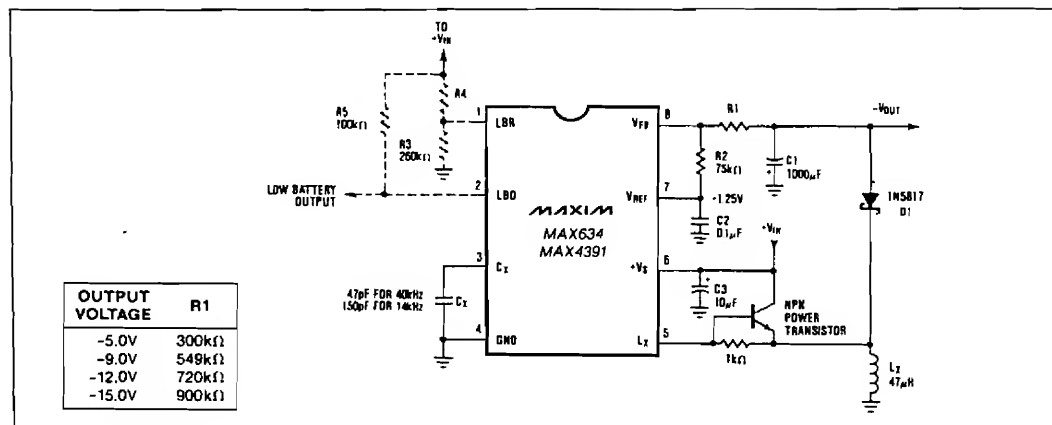 TO
+VIN
R4
R5
100kΩ
R3
260kΩ
LOW BATTERY
OUTPUT
1
LBR
2
LBD
3
CX
4
GND
47pF FOR 40kHz
150pF FOR 14kHz
CX
MAXIM
MAX634
MAX4391
8
VFB
7
VREF
6
+VS
5
LX
R1
R2
75kΩ
-1.25V
C2
0.1μF
C1
1000μF
+
-VOUT
1N5817
D1
+VIN
+
C3
10μF
NPN
POWER
TRANSISTOR
1kΩ
LX
47μH
OUTPUT VOLTAGE R1
-5.0V 300kΩ
-9.0V 549kΩ
-12.0V 720kΩ
-15.0V 900kΩ